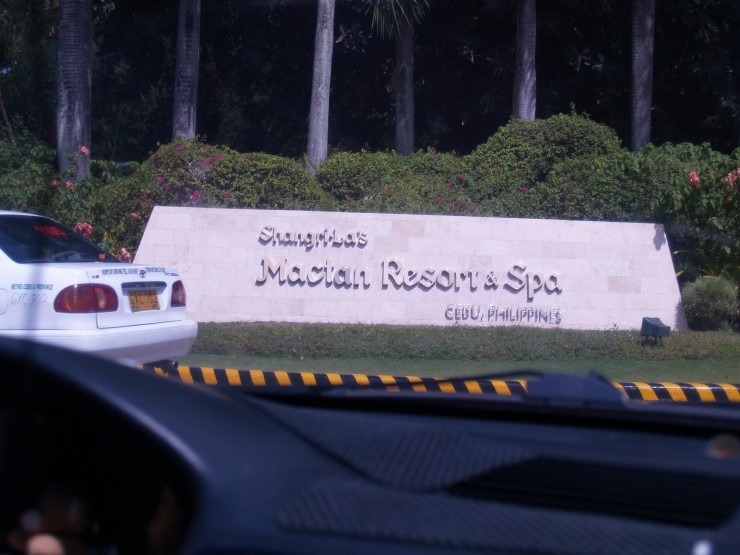 Shangri-La's
Mactan Resort & Spa
CEBU, PHILIPPINES